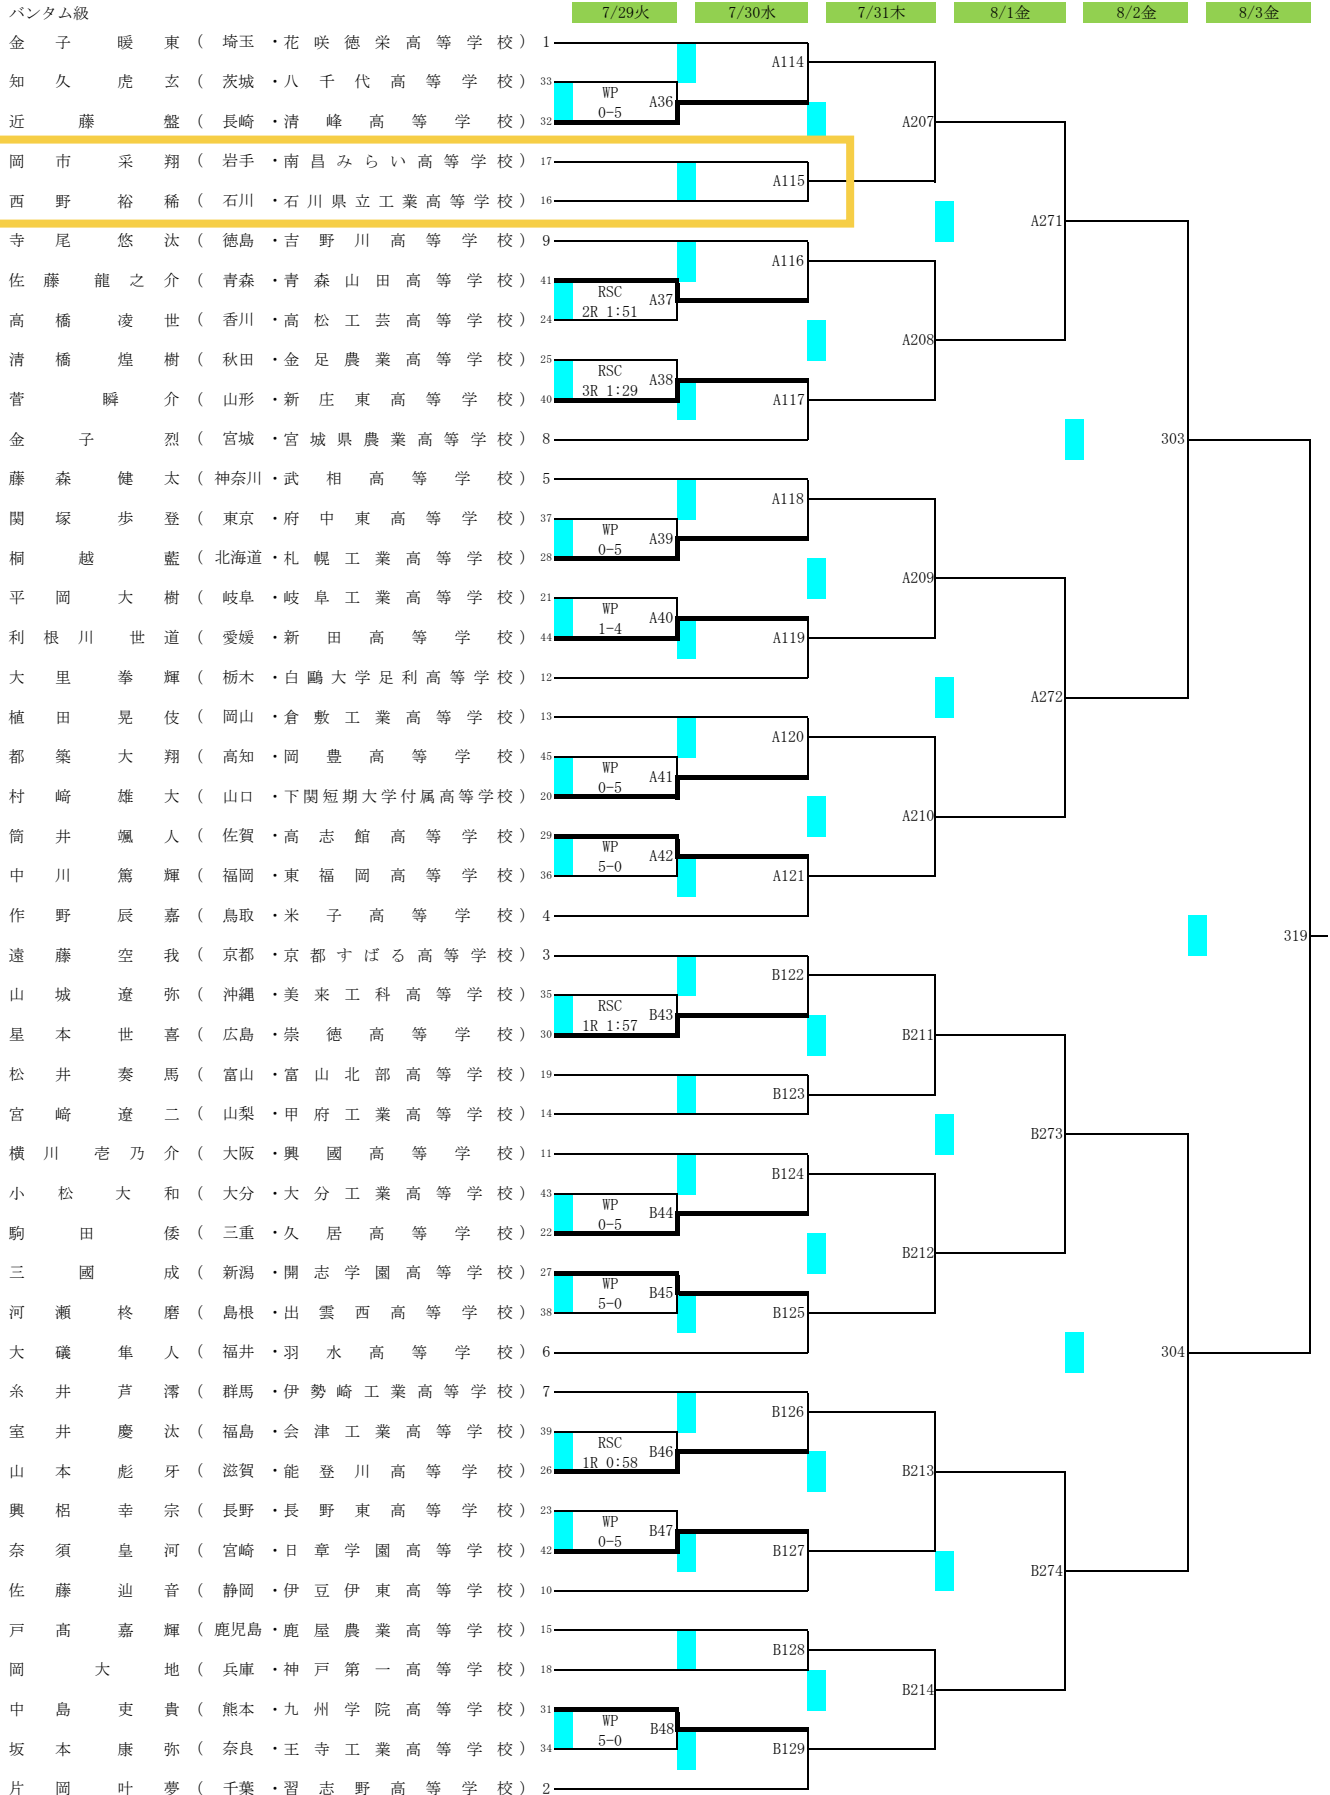 バンタム級 7/29火 7/30水 7/31木 8/1金 8/2金 8/3金
金子暖東 ( 埼玉 ・花咲徳栄高等学校) 1
A114
知久虎玄 ( 茨城 ・八千代高等学校) 33
WP 0-5 A36
近藤盤 ( 長崎 ・清峰高等学校) 32
A207
岡市采翔 ( 岩手 ・南昌みらい高等学校) 17
A115
西野裕稀 ( 石川 ・石川県立工業高等学校) 16
A271
寺尾悠汰 ( 徳島 ・吉野川高等学校) 9
A116
佐藤龍之介 ( 青森 ・青森山田高等学校) 41
RSC 2R 1:51 A37
高橋凌世 ( 香川 ・高松工芸高等学校) 24
A208
清橋煌樹 ( 秋田 ・金足農業高等学校) 25
RSC 3R 1:29 A38
菅瞬介 ( 山形 ・新庄東高等学校) 40
A117
金子烈 ( 宮城 ・宮城県農業高等学校) 8
303
藤森健太 ( 神奈川 ・武相高等学校) 5
A118
関塚歩登 ( 東京 ・府中東高等学校) 37
WP 0-5 A39
桐越藍 ( 北海道 ・札幌工業高等学校) 28
A209
平岡大樹 ( 岐阜 ・岐阜工業高等学校) 21
WP 1-4 A40
利根川世道 ( 愛媛 ・新田高等学校) 44
A119
大里奉輝 ( 栃木 ・白鷗大学足利高等学校) 12
A272
植田晃伎 ( 岡山 ・倉敷工業高等学校) 13
A120
都築大翔 ( 高知 ・岡豊高等学校) 45
WP 0-5 A41
村﨑雄大 ( 山口 ・下関短期大学付属高等学校) 20
A210
筒井颯人 ( 佐賀 ・高志館高等学校) 29
WP 5-0 A42
中川篤輝 ( 福岡 ・東福岡高等学校) 36
A121
作野辰嘉 ( 鳥取 ・米子高等学校) 4
319
遠藤空我 ( 京都 ・京都すばる高等学校) 3
B122
山城遼弥 ( 沖縄 ・美来工科高等学校) 35
RSC 1R 1:57 B43
星本世喜 ( 広島 ・崇徳高等学校) 30
B211
松井奏馬 ( 富山 ・富山北部高等学校) 19
B123
宮﨑遼二 ( 山梨 ・甲府工業高等学校) 14
B273
横川壱乃介 ( 大阪 ・興國高等学校) 11
B124
小松大和 ( 大分 ・大分工業高等学校) 43
WP 0-5 B44
駒田倭 ( 三重 ・久居高等学校) 22
B212
三國成 ( 新潟 ・開志学園高等学校) 27
WP 5-0 B45
河瀬柊磨 ( 島根 ・出雲西高等学校) 38
B125
大礒隼人 ( 福井 ・羽水高等学校) 6
304
糸井芦澪 ( 群馬 ・伊勢崎工業高等学校) 7
B126
室井慶汰 ( 福島 ・会津工業高等学校) 39
RSC 1R 0:58 B46
山本彪牙 ( 滋賀 ・能登川高等学校) 26
B213
興梠幸宗 ( 長野 ・長野東高等学校) 23
WP 0-5 B47
奈須皇河 ( 宮崎 ・日章学園高等学校) 42
B127
B274
佐藤辿音 ( 静岡 ・伊豆伊東高等学校) 10
戸髙嘉輝 ( 鹿児島 ・鹿屋農業高等学校) 15
B128
岡大地 ( 兵庫 ・神戸第一高等学校) 18
B214
中島吏貴 ( 熊本 ・九州学院高等学校) 31
WP 5-0 B48
坂本康弥 ( 奈良 ・王寺工業高等学校) 34
B129
片岡叶夢 ( 千葉 ・習志野高等学校) 2